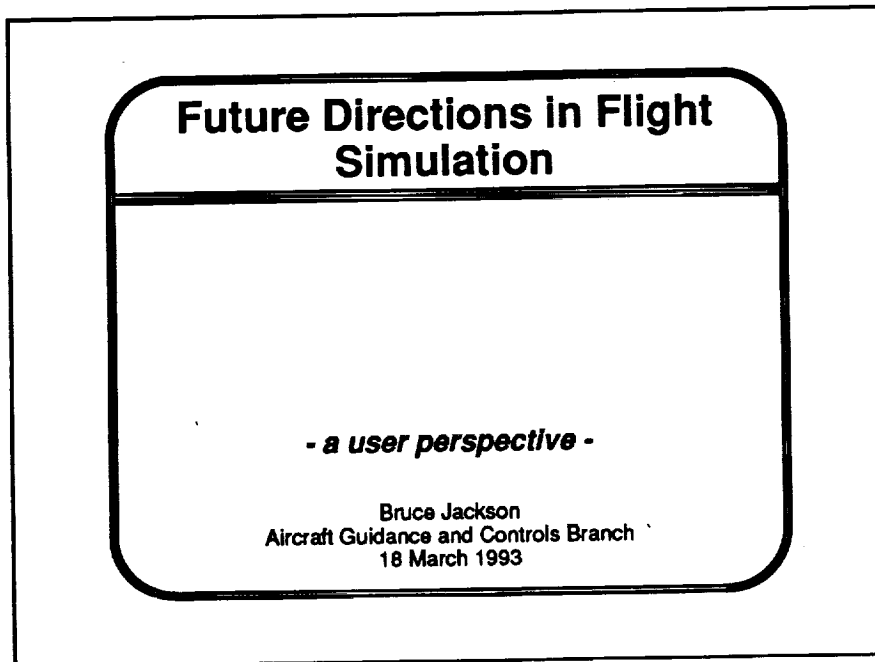 Future Directions in Flight
Simulation
- a user perspective -
Bruce Jackson
Aircraft Guidance and Controls Branch
18 March 1993